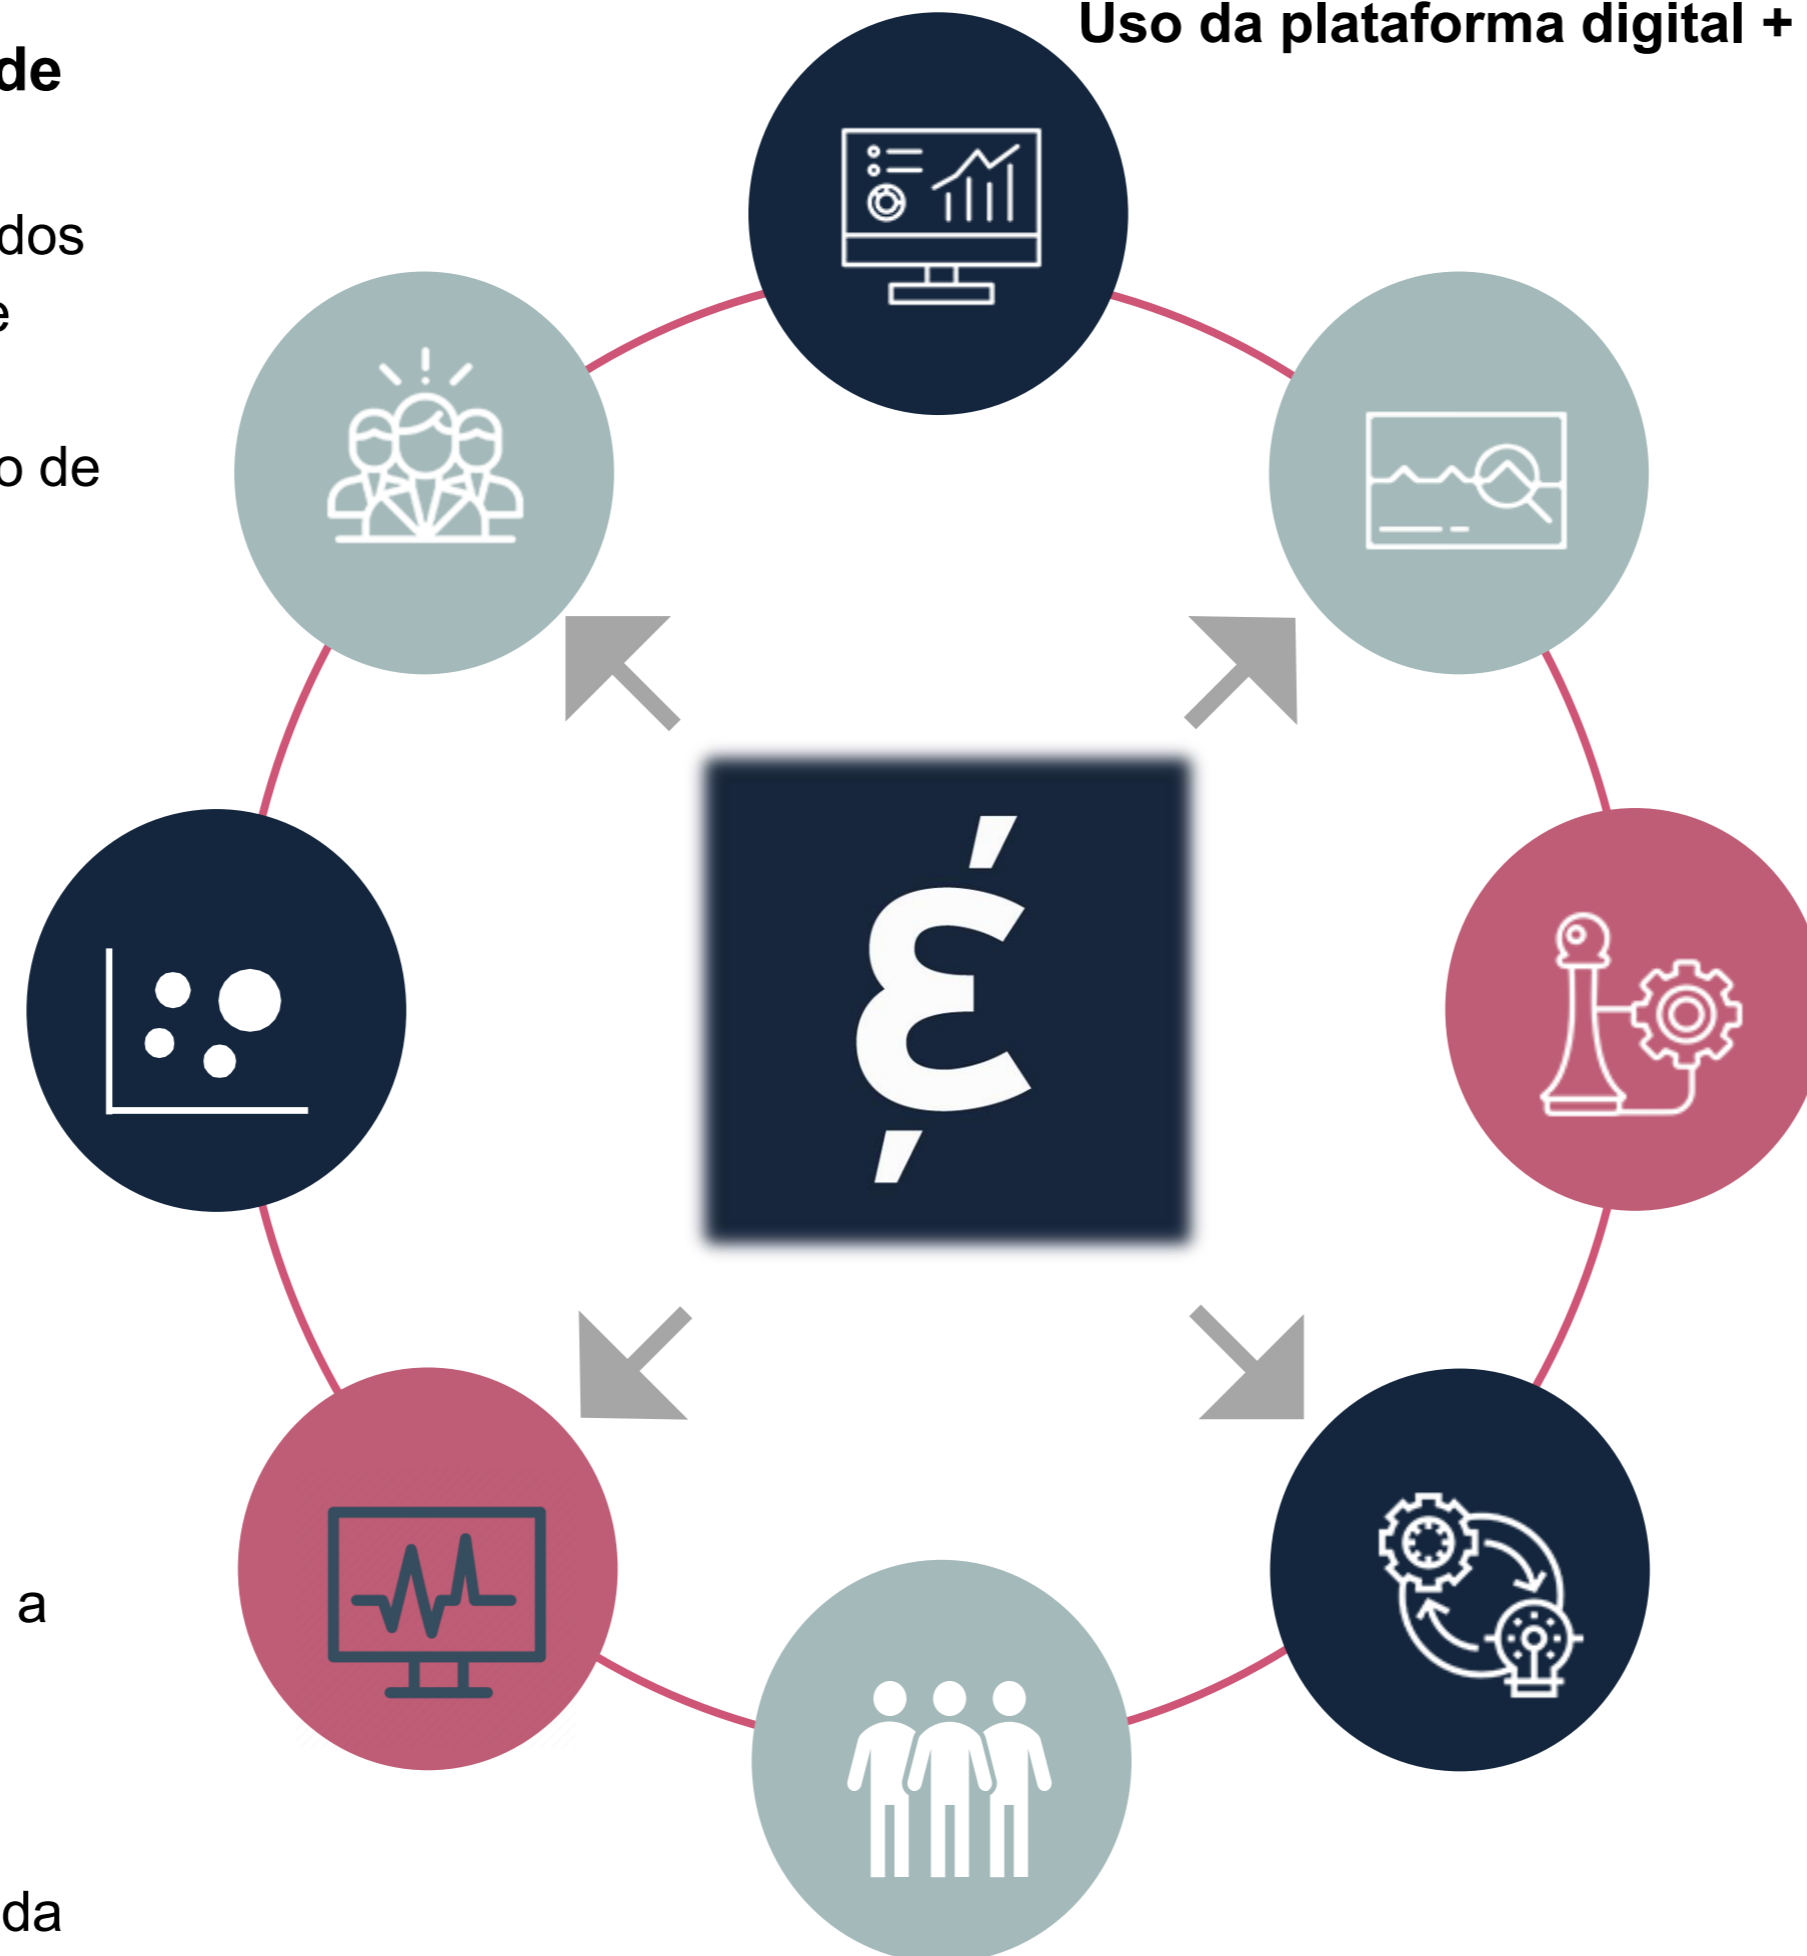 Uso da plataforma digital +
de
dos
e
o de
έ
a
da